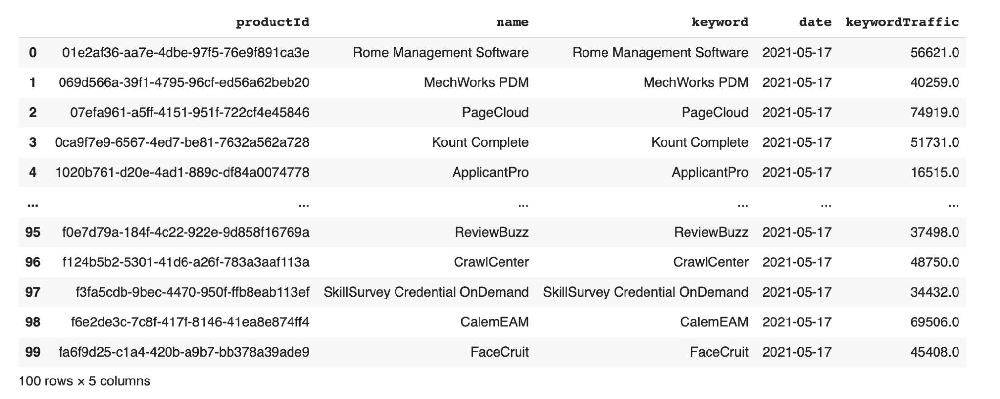 productId name keyword date keywordTraffic
0 01e2af36-aa7e-4dbe-97f5-76e9f891ca3e Rome Management Software Rome Management Software 2021-05-17 56621.0
1 069d566a-39f1-4795-96cf-ed56a62beb20 MechWorks PDM MechWorks PDM 2021-05-17 40259.0
2 07efa961-a5ff-4151-951f-722cf4e45846 PageCloud PageCloud 2021-05-17 74919.0
3 0ca9f7e9-6567-4ed7-be81-7632a562a728 Kount Complete Kount Complete 2021-05-17 51731.0
4 1020b761-d20e-4ad1-889c-df84a0074778 ApplicantPro ApplicantPro 2021-05-17 16515.0
... ... ... ... ... ...
95 f0e7d79a-184f-4c22-922e-9d858f16769a ReviewBuzz ReviewBuzz 2021-05-17 37498.0
96 f124b5b2-5301-41d6-a26f-783a3aaf113a CrawlCenter CrawlCenter 2021-05-17 48750.0
97 f3fa5cdb-9bec-4470-950f-ffb8eab113ef SkillSurvey Credential OnDemand SkillSurvey Credential OnDemand 2021-05-17 34432.0
98 f6e2de3c-7c8f-417f-8146-41ea8e874ff4 CalemEAM CalemEAM 2021-05-17 69506.0
99 fa6f9d25-c1a4-420b-a9b7-bb378a39ade9 FaceCruit FaceCruit 2021-05-17 45408.0
100 rows × 5 columns